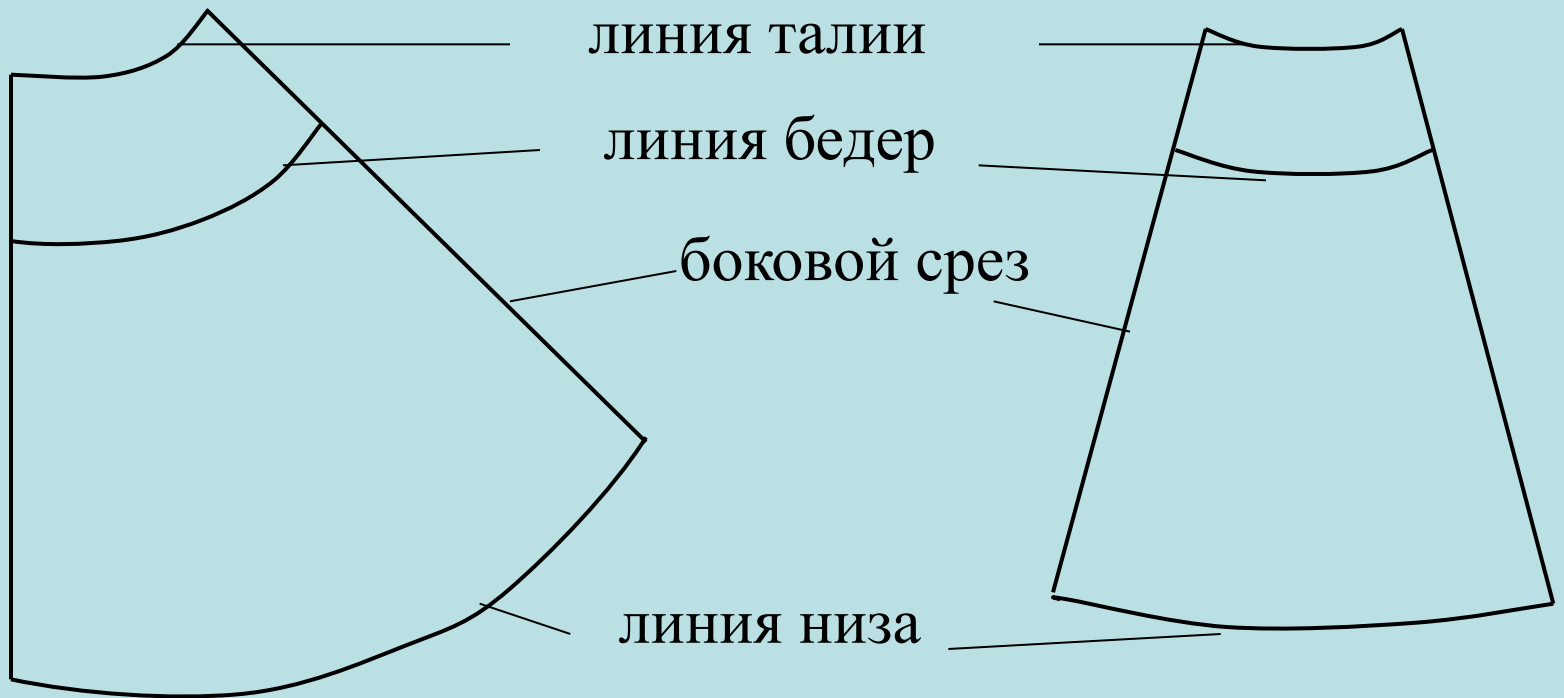 линия талии
линия бедер
боковой срез
линия низа